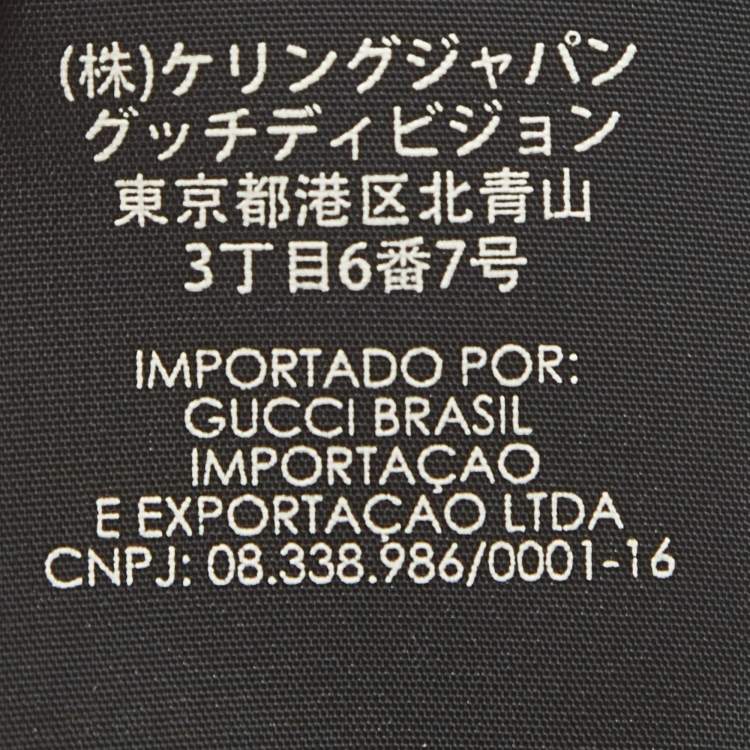 (株)ケリングジャパン
グッチディビジョン
東京都港区北青山
3丁目6番7号
IMPORTADO POR:
GUCCI BRASIL
IMPORTAÇAO
E EXPORTAÇAO LTDA
CNPJ: 08.338.986/0001-16